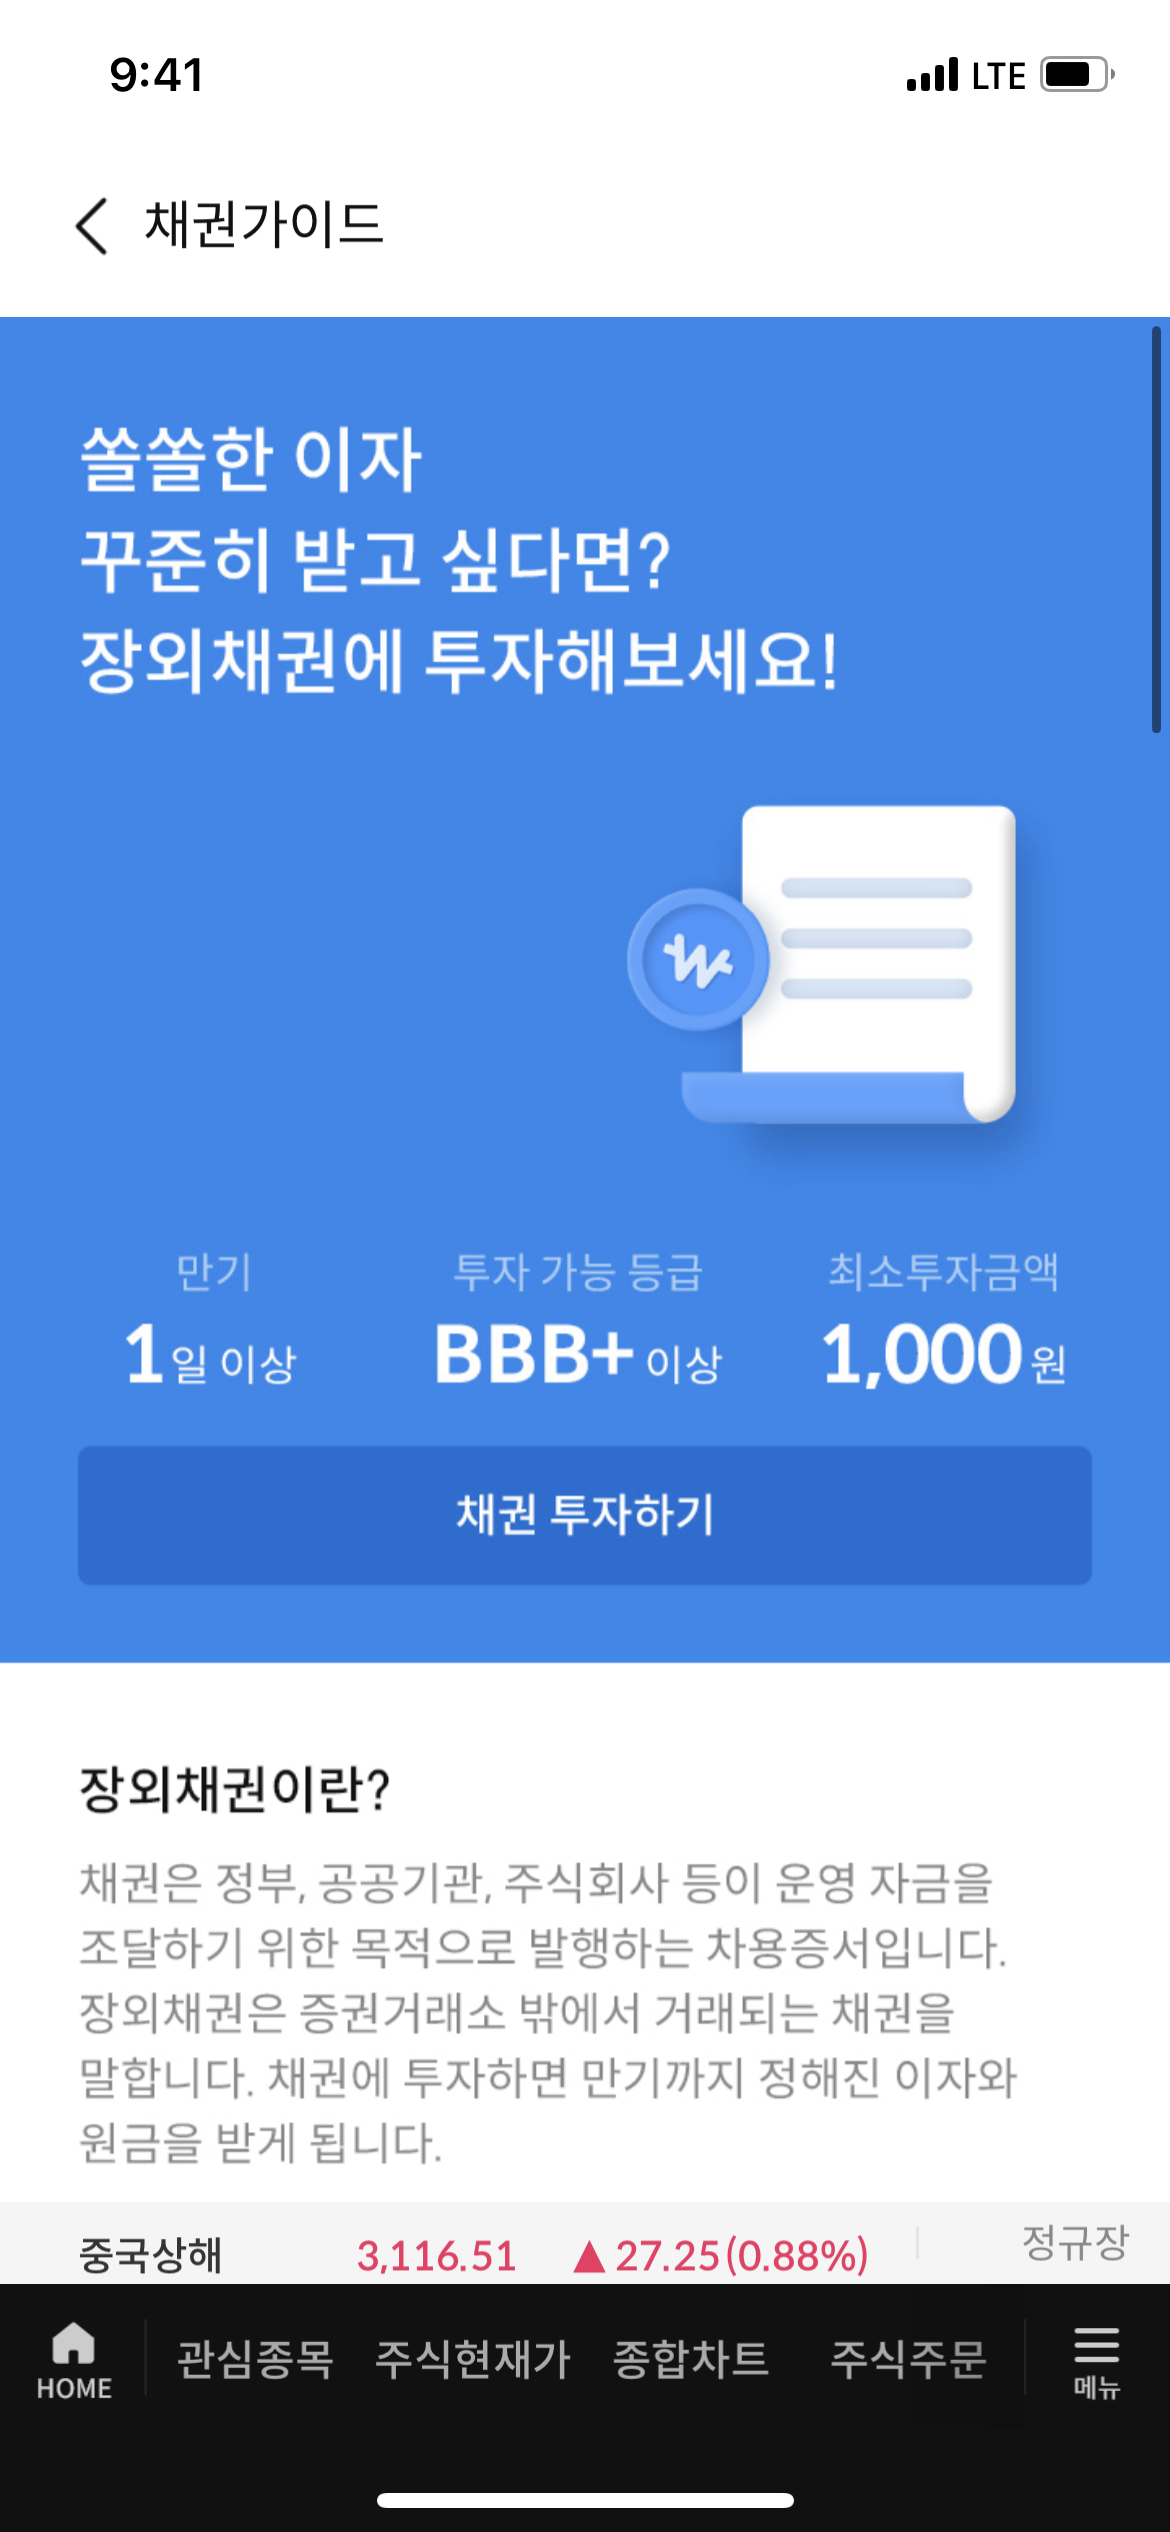 9:41
LTE
채권가이드
쏠쏠한 이자
꾸준히 받고 싶다면?
장외채권에 투자해보세요!
만기 투자 가능 등급 최소투자금액
1일 이상 BBB+ 이상 1,000원
채권 투자하기
장외채권이란?
채권은 정부, 공공기관, 주식회사 등이 운영 자금을
조달하기 위한 목적으로 발행하는 차용증서입니다.
장외채권은 증권거래소 밖에서 거래되는 채권을
말합니다. 채권에 투자하면 만기까지 정해진 이자와
원금을 받게 됩니다.
중국상해 3,116.51 ▲27.25(0.88%) 정규장
HOME 관심종목 주식현재가 종합차트 주식주문 메뉴